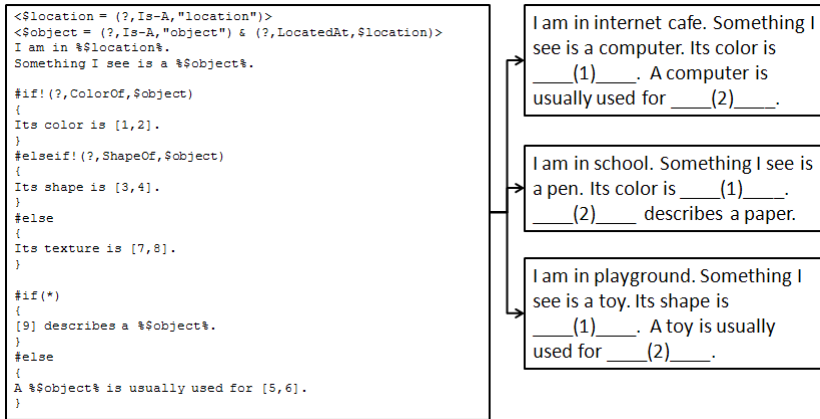 <$location = (?,Is-A,"location")>
<$object = (?,Is-A,"object") & (?,LocatedAt,$location)>
I am in %$location%.
Something I see is a %$object%.
#if!(?,ColorOf,$object)
{
Its color is [1,2].
}
#elseif!(?,ShapeOf,$object)
{
Its shape is [3,4].
}
#else
{
Its texture is [7,8].
}
#if(*)
{
[9] describes a %$object%.
}
#else
{
A %$object% is usually used for [5,6].
}
I am in internet cafe. Something I
see is a computer. Its color is
____(1)____. A computer is
usually used for ____(2)____.
I am in school. Something I see is
a pen. Its color is ____(1)____.
____(2)____ describes a paper.
I am in playground. Something I
see is a toy. Its shape is
____(1)____. A toy is usually
used for ____(2)____.